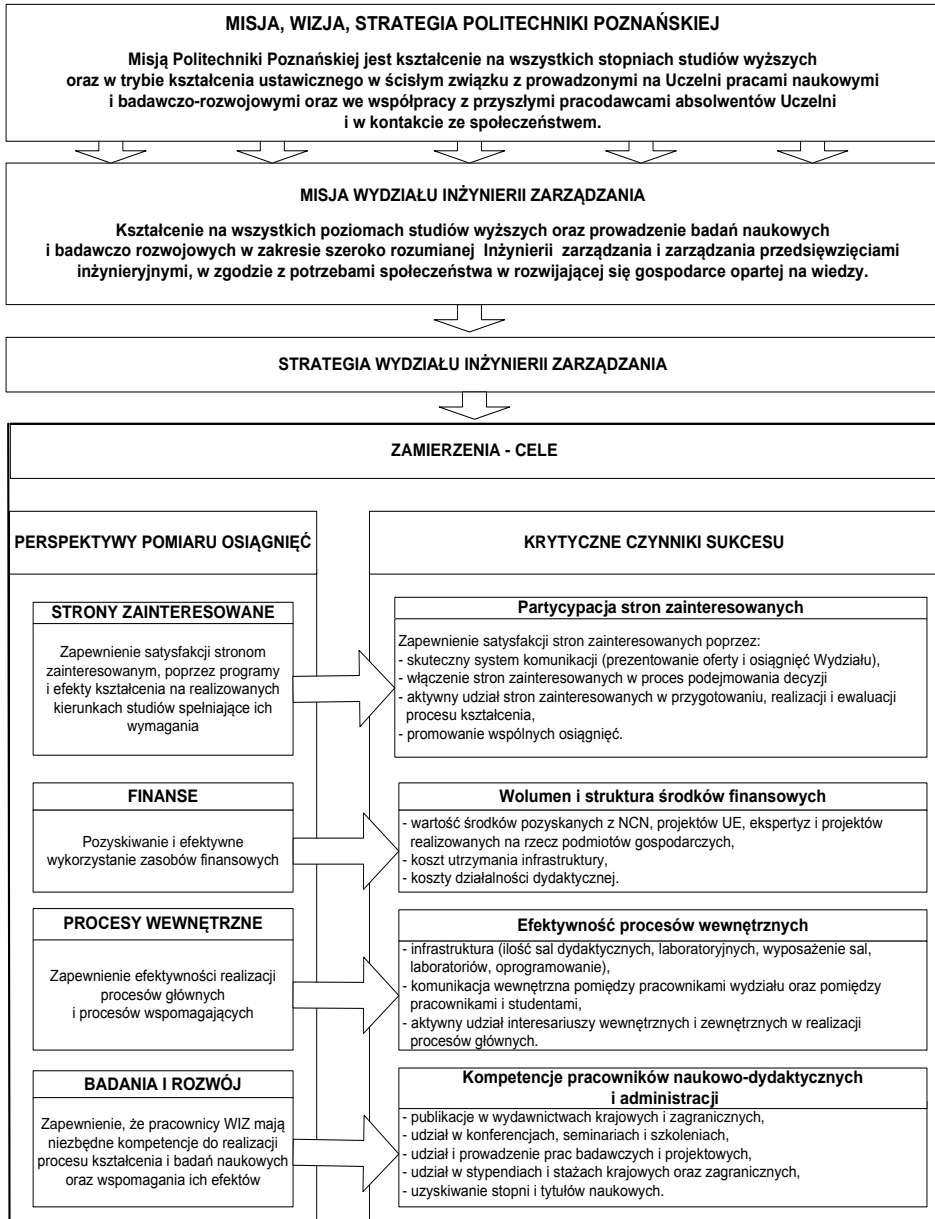 MISJA, WIZJA, STRATEGIA POLITECHNIKI POZNAŃSKIEJ
Misją Politechniki Poznańskiej jest kształcenie na wszystkich stopniach studiów wyższych
oraz w trybie kształcenia ustawicznego w ścisłym związku z prowadzonymi na Uczelni pracami naukowymi
i badawczo-rozwojowymi oraz we współpracy z przyszłymi pracodawcami absolwentów Uczelni
i w kontakcie ze społeczeństwem.
MISJA WYDZIAŁU INŻYNIERII ZARZĄDZANIA
Kształcenie na wszystkich poziomach studiów wyższych oraz prowadzenie badań naukowych
i badawczo rozwojowych w zakresie szeroko rozumianej Inżynierii zarządzania i zarządzania przedsięwzięciami
inżynieryjnymi, w zgodzie z potrzebami społeczeństwa w rozwijającej się gospodarce opartej na wiedzy.
STRATEGIA WYDZIAŁU INŻYNIERII ZARZĄDZANIA
ZAMIERZENIA - CELE
PERSPEKTYWY POMIARU OSIĄGNIĘĆ
KRYTYCZNE CZYNNIKI SUKCESU
STRONY ZAINTERESOWANE
Zapewnienie satysfakcji stronom
zainteresowanym, poprzez programy
i efekty kształcenia na realizowanych
kierunkach studiów spełniające ich
wymagania
Partycypacja stron zainteresowanych
Zapewnienie satysfakcji stron zainteresowanych poprzez:
- skuteczny system komunikacji (prezentowanie oferty i osiągnięć Wydziału),
- włączenie stron zainteresowanych w proces podejmowania decyzji
- aktywny udział stron zainteresowanych w przygotowaniu, realizacji i ewaluacji
procesu kształcenia,
- promowanie wspólnych osiągnięć.
FINANSE
Pozyskiwanie i efektywne
wykorzystanie zasobów finansowych
Wolumen i struktura środków finansowych
- wartość środków pozyskanych z NCN, projektów UE, ekspertyz i projektów
realizowanych na rzecz podmiotów gospodarczych,
- koszt utrzymania infrastruktury,
- koszty działalności dydaktycznej.
PROCESY WEWNĘTRZNE
Zapewnienie efektywności realizacji
procesów głównych
i procesów wspomagających
Efektywność procesów wewnętrznych
- infrastruktura (ilość sal dydaktycznych, laboratoryjnych, wyposażenie sal,
laboratoriów, oprogramowanie),
- komunikacja wewnętrzna pomiędzy pracownikami wydziału oraz pomiędzy
pracownikami i studentami,
- aktywny udział interesariuszy wewnętrznych i zewnętrznych w realizacji
procesów głównych.
BADANIA I ROZWÓJ
Zapewnienie, że pracownicy WIZ mają
niezbędne kompetencje do realizacji
procesu kształcenia i badań naukowych
oraz wspomagania ich efektów
Kompetencje pracowników naukowo-dydaktycznych
i administracji
- publikacje w wydawnictwach krajowych i zagranicznych,
- udział w konferencjach, seminariach i szkoleniach,
- udział i prowadzenie prac badawczych i projektowych,
- udział w stypendiach i stażach krajowych oraz zagranicznych,
- uzyskiwanie stopni i tytułów naukowych.